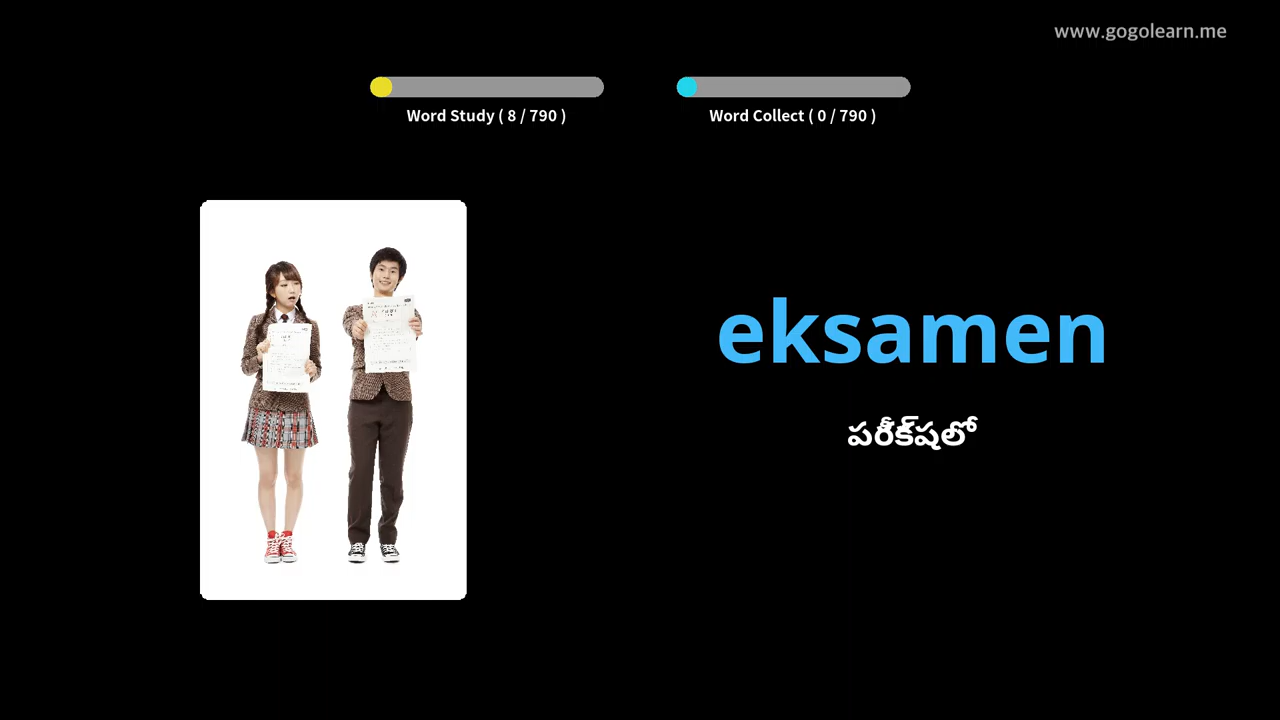 www.gogolearn.me
Word Study ( 8 / 790 )
Word Collect ( 0 / 790 )
eksamen
పరీక్షలో